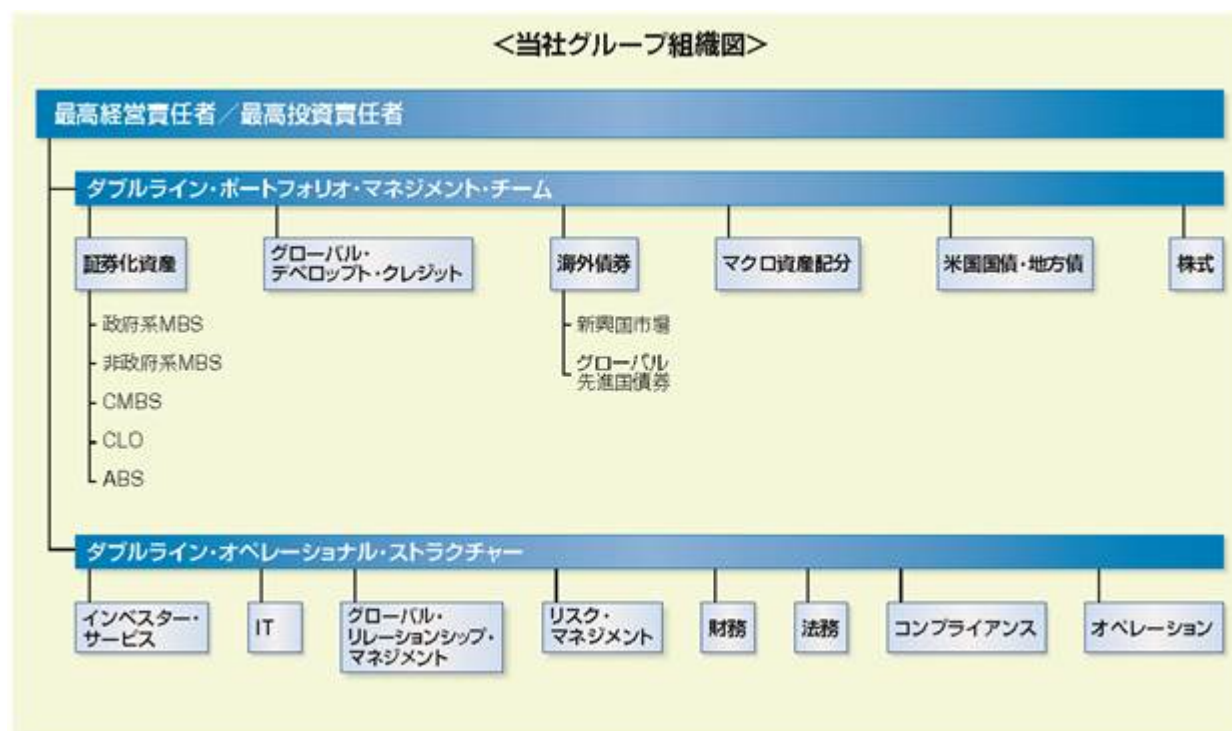 <当社グループ組織図>
最高経営責任者／最高投資責任者
ダブルライン・ポートフォリオ・マネジメント・チーム
証券化資産
グローバル・
デベロップト・クレジット
海外債券
マクロ資産配分
米国国債・地方債
株式
政府系MBS
非政府系MBS
CMBS
CLO
ABS
新興国市場
グローバル
先進国債券
ダブルライン・オペレーショナル・ストラクチャー
インベスター・
サービス
IT
グローバル・
リレーションシップ・
マネジメント
リスク・
マネジメント
財務
法務
コンプライアンス
オペレーション